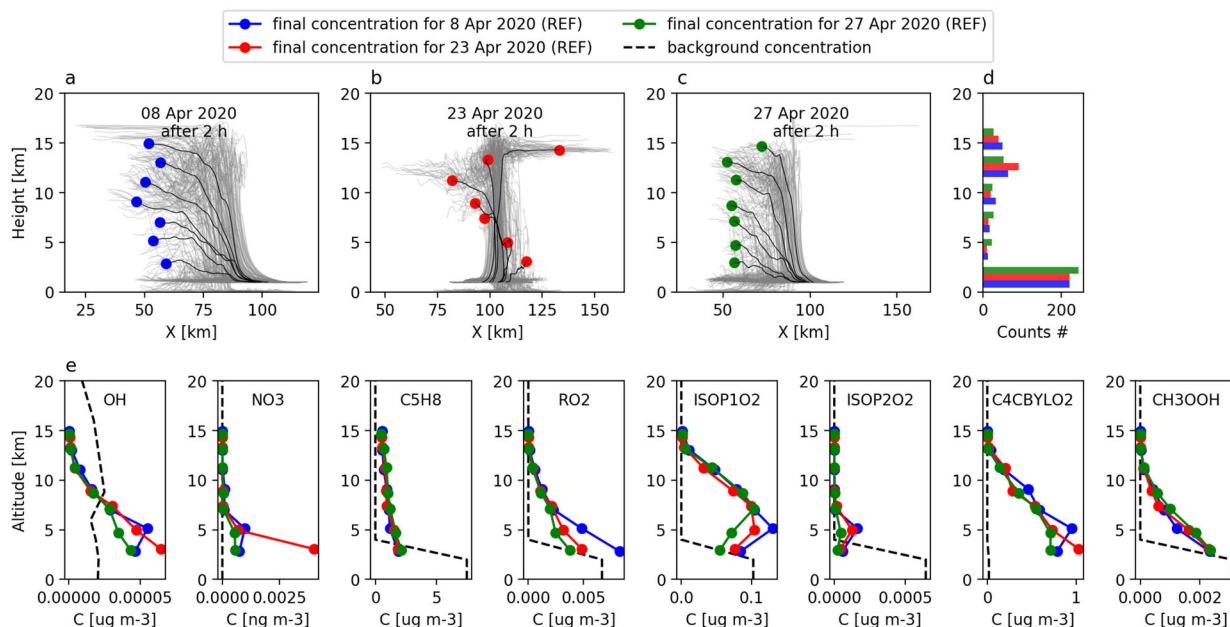 final concentration for 8 Apr 2020 (REF)
final concentration for 23 Apr 2020 (REF)
final concentration for 27 Apr 2020 (REF)
background concentration
a
b
c
d
08 Apr 2020
after 2 h
23 Apr 2020
after 2 h
27 Apr 2020
after 2 h
Height [km]
20
15
10
5
0
20
15
10
5
0
20
15
10
5
0
20
15
10
5
0
25 50 75 100
50 75 100 125 150
50 75 100 125 150
0 200
X [km]
X [km]
X [km]
Counts #
e
OH
NO3
C5H8
RO2
ISOP1O2
ISOP2O2
C4CBYLO2
CH3OOH
Altitude [km]
20
15
10
5
0
20
15
10
5
0
20
15
10
5
0
20
15
10
5
0
20
15
10
5
0
20
15
10
5
0
20
15
10
5
0
20
15
10
5
0
0.00000 0.0005
0.00000 0.0025
0 5
0.000 0.005
0.0 0.1
0.000 0.005
0 1
0.000 0.002
C [ug m-3]
C [ng m-3]
C [ug m-3]
C [ug m-3]
C [ug m-3]
C [ug m-3]
C [ug m-3]
C [ug m-3]